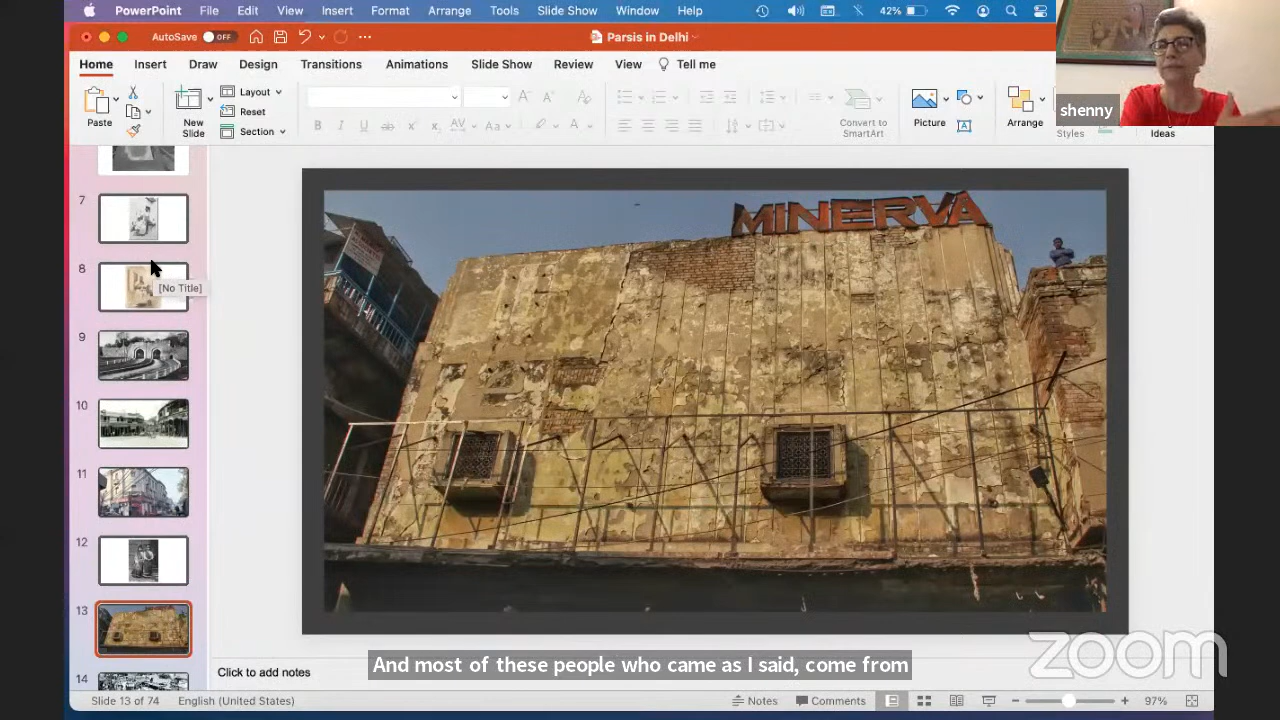 PowerPoint File Edit View Insert Format Arrange Tools Slide Show Window Help 42%
AutoSave OFF ... Parsis in Delhi
Home Insert Draw Design Transitions Animations Slide Show Review View Tell me
Paste
New Slide
Layout
Reset
Section
B I U ab x x AV Aa A
Convert to SmartArt
Picture
Arrange
Styles
Ideas
shenny
7
8
[No Title]
9
10
11
12
13
14
MINERVA
Click to add notes
And most of these people who came as I said, come from
zoom
Slide 13 of 74 English (United States) Notes Comments 97%